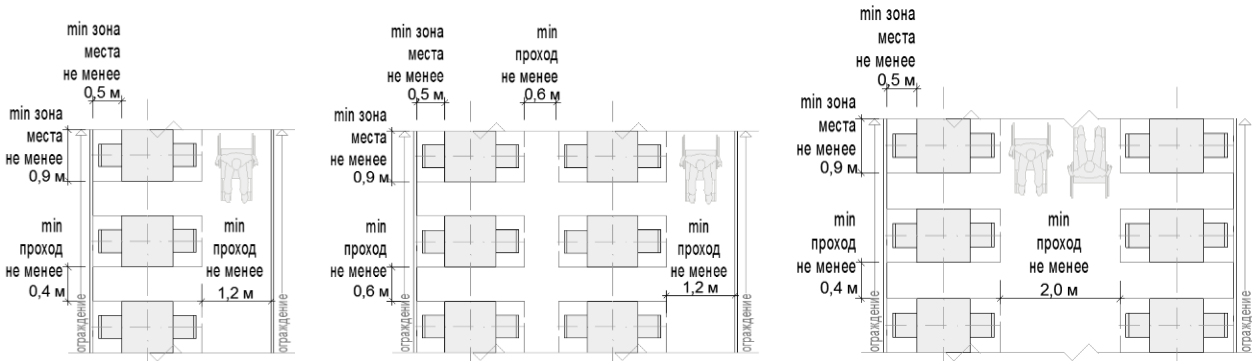 min зона
места
не менее
0,5 м
min зона
места
не менее
0,9 м
min
проход
не менее
0,4 м
min
проход
не менее
1,2 м
ограждение
ограждение
min зона
места
не менее
0,5 м
min
проход
не менее
0,6 м
min зона
места
не менее
0,9 м
min
проход
не менее
0,6 м
min
проход
не менее
1,2 м
ограждение
ограждение
min зона
места
не менее
0,5 м
min зона
места
не менее
0,9 м
min
проход
не менее
0,4 м
min
проход
не менее
2,0 м
ограждение
ограждение